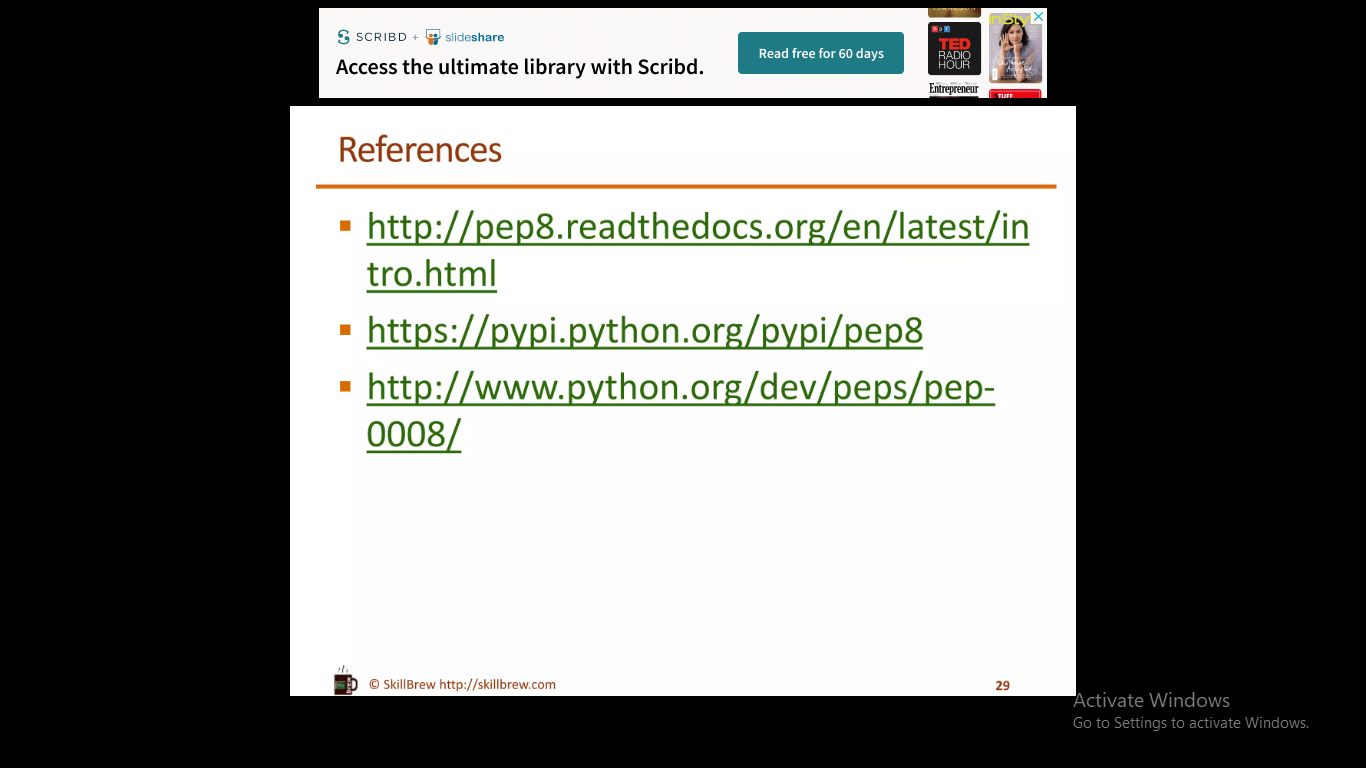 SCRIBD + slideshare
Access the ultimate library with Scribd.
Read free for 60 days
TED
RADIO
HOUR
Entrepreneur
References
http://pep8.readthedocs.org/en/latest/in
tro.html
https://pypi.python.org/pypi/pep8
http://www.python.org/dev/peps/pep-
0008/
© SkillBrew http://skillbrew.com
29
Activate Windows
Go to Settings to activate Windows.